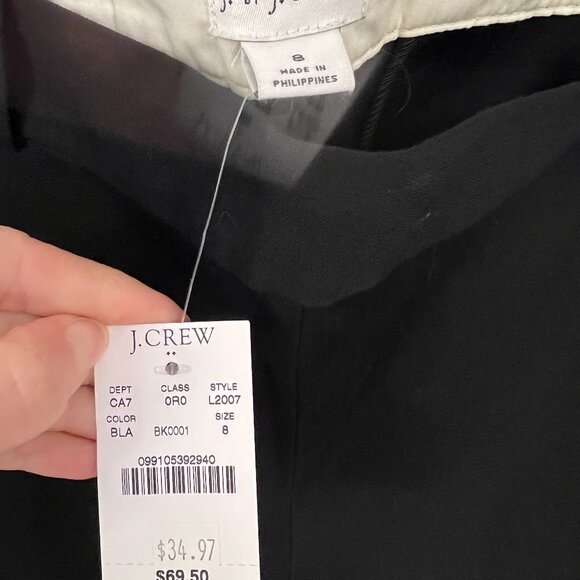 8
MADE IN
PHILIPPINES
J.CREW
DEPT CLASS STYLE
CA7 0R0 L2007
COLOR SIZE
BLA BK0001 8
099105392940
$34.97
$69.50